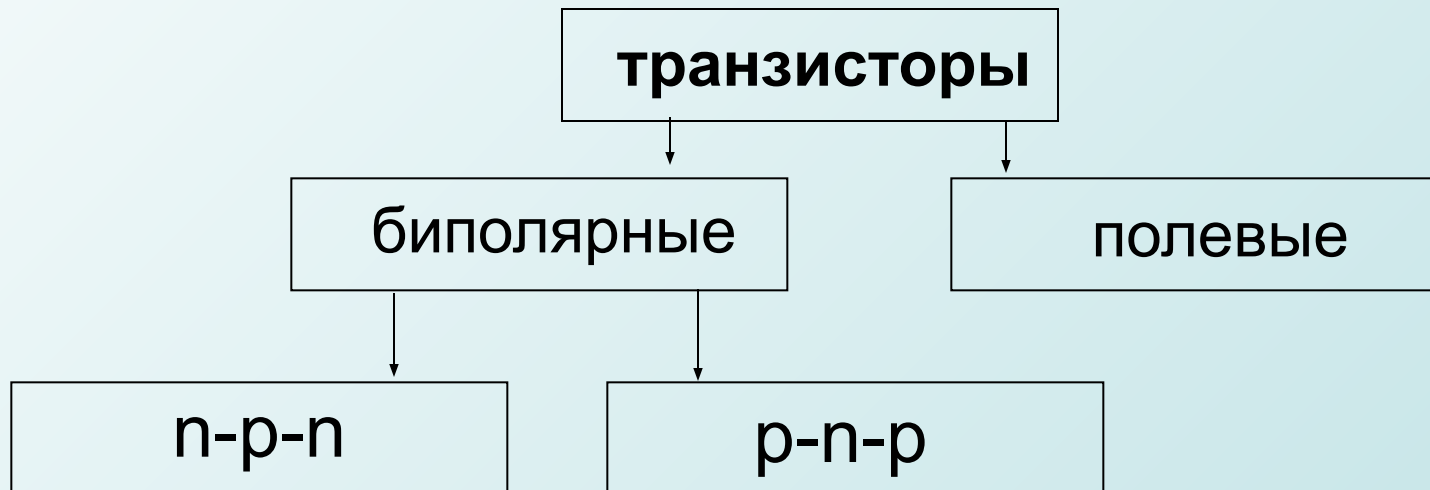 транзисторы
биполярные
полевые
n-p-n
p-n-p